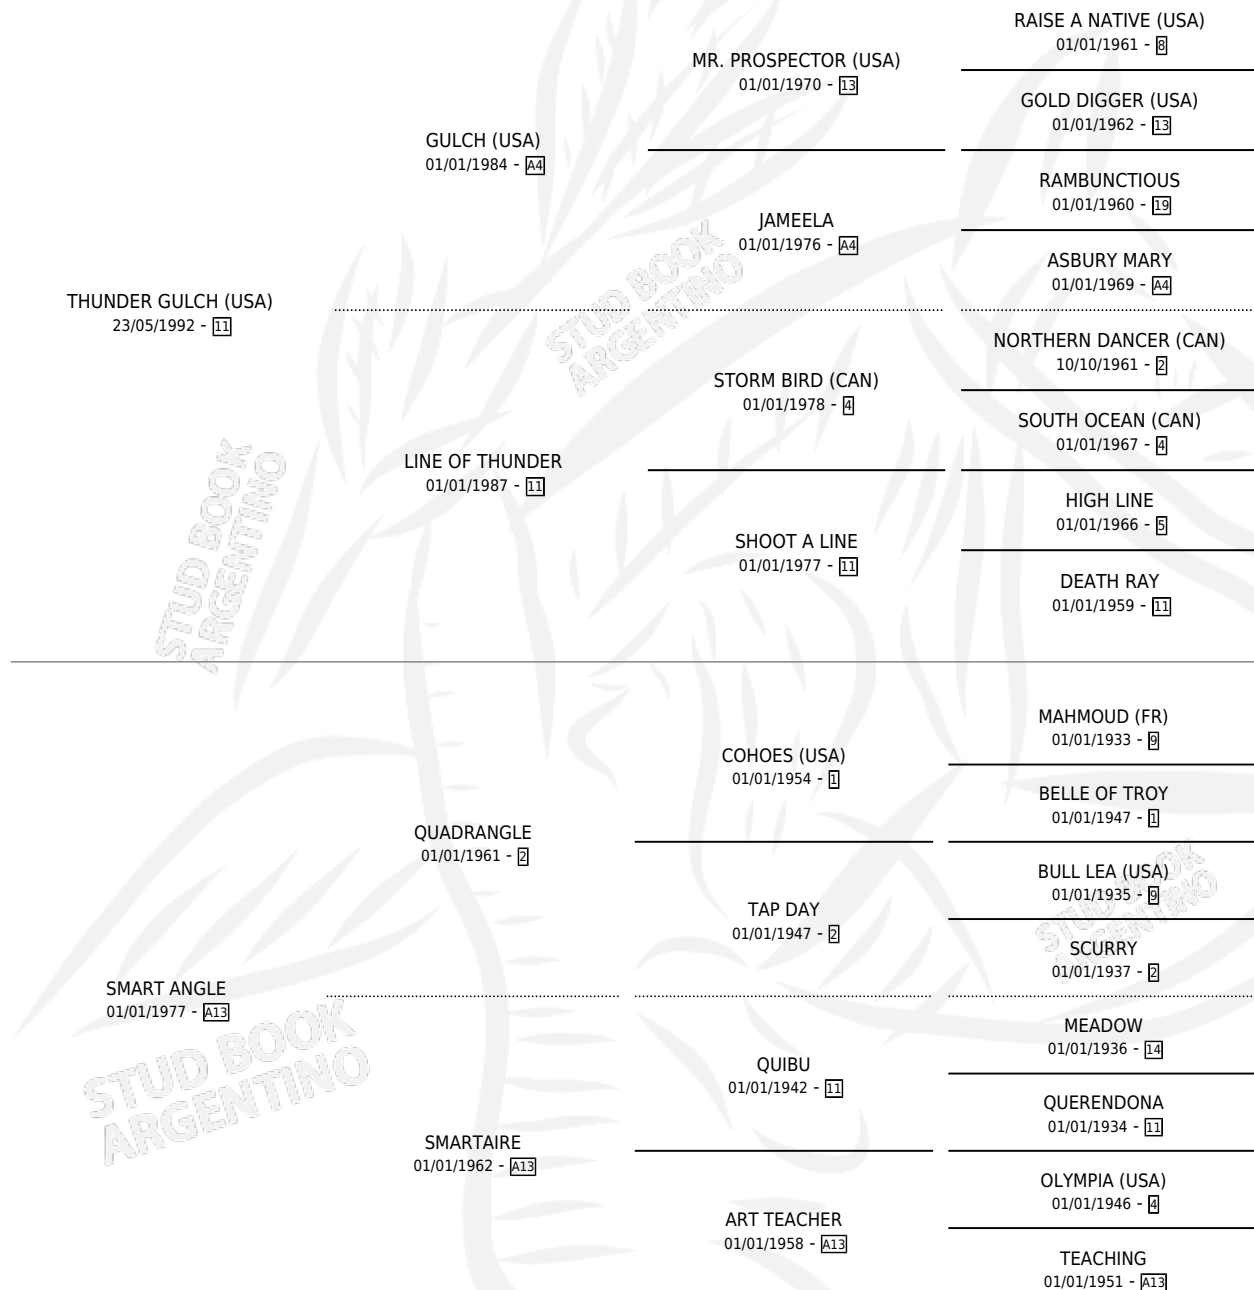 RAISE A NATIVE (USA)
01/01/1961 - 8
MR. PROSPECTOR (USA)
01/01/1970 - 13
GOLD DIGGER (USA)
01/01/1962 - 13
GULCH (USA)
01/01/1984 - A4
RAMBUNCTIOUS
01/01/1960 - 19
JAMEELA
01/01/1976 - A4
ASBURY MARY
01/01/1969 - A4
THUNDER GULCH (USA)
23/05/1992 - 11
NORTHERN DANCER (CAN)
10/10/1961 - 2
STORM BIRD (CAN)
01/01/1978 - 4
SOUTH OCEAN (CAN)
01/01/1967 - 4
LINE OF THUNDER
01/01/1987 - 11
HIGH LINE
01/01/1966 - 5
SHOOT A LINE
01/01/1977 - 11
DEATH RAY
01/01/1959 - 11
STUD BOOK
ARGENTINO
STUD BOOK
ARGENTINO
MAHMOUD (FR)
01/01/1933 - 9
COHOES (USA)
01/01/1954 - 1
BELLE OF TROY
01/01/1947 - 1
QUADRANGLE
01/01/1961 - 2
BULL LEA (USA)
01/01/1935 - 9
TAP DAY
01/01/1947 - 2
SCURRY
01/01/1937 - 2
SMART ANGLE
01/01/1977 - A13
MEADOW
01/01/1936 - 14
QUIBU
01/01/1942 - 11
QUERENDONA
01/01/1934 - 11
SMARTAIRE
01/01/1962 - A13
OLYMPIA (USA)
01/01/1946 - 4
ART TEACHER
01/01/1958 - A13
TEACHING
01/01/1951 - A13
STUD BOOK
ARGENTINO
STUD BOOK
ARGENTINO